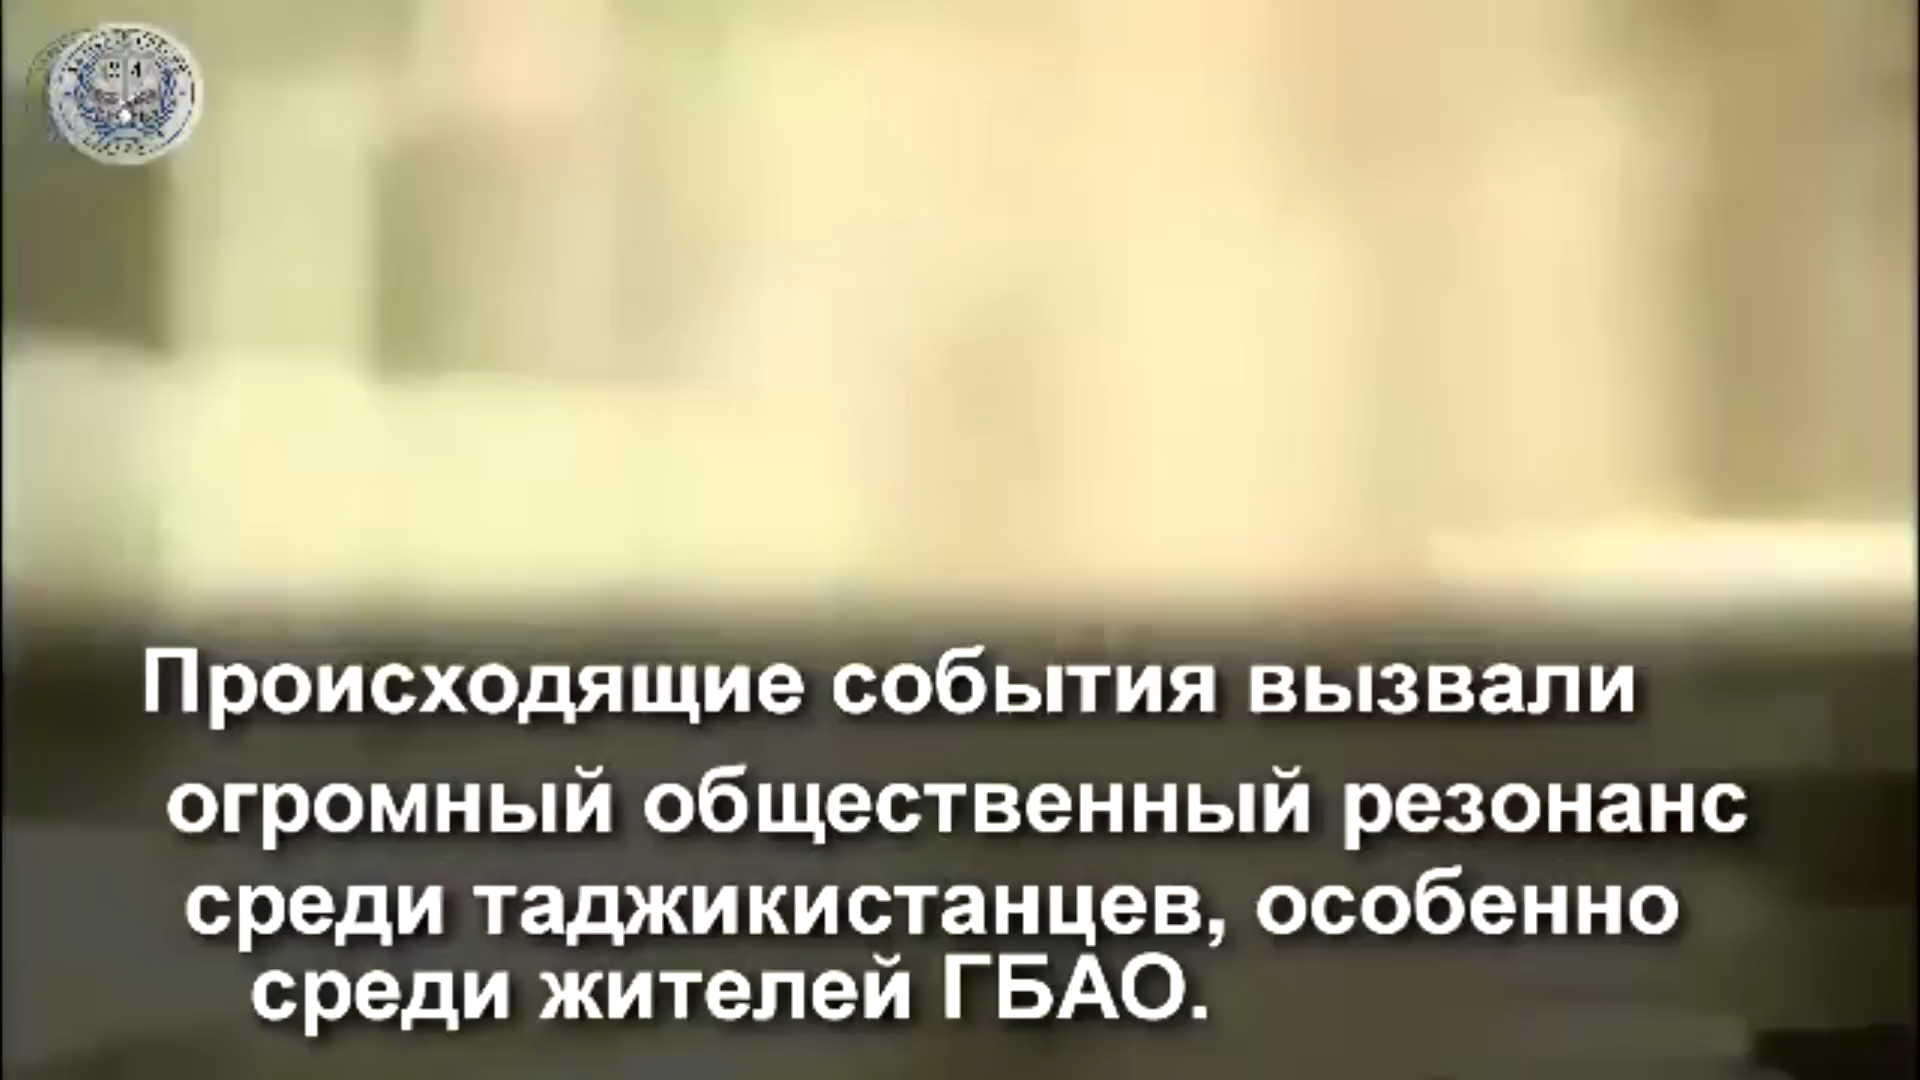 Происходящие события вызвали
огромный общественный резонанс
среди таджикистанцев, особенно
среди жителей ГБАО.